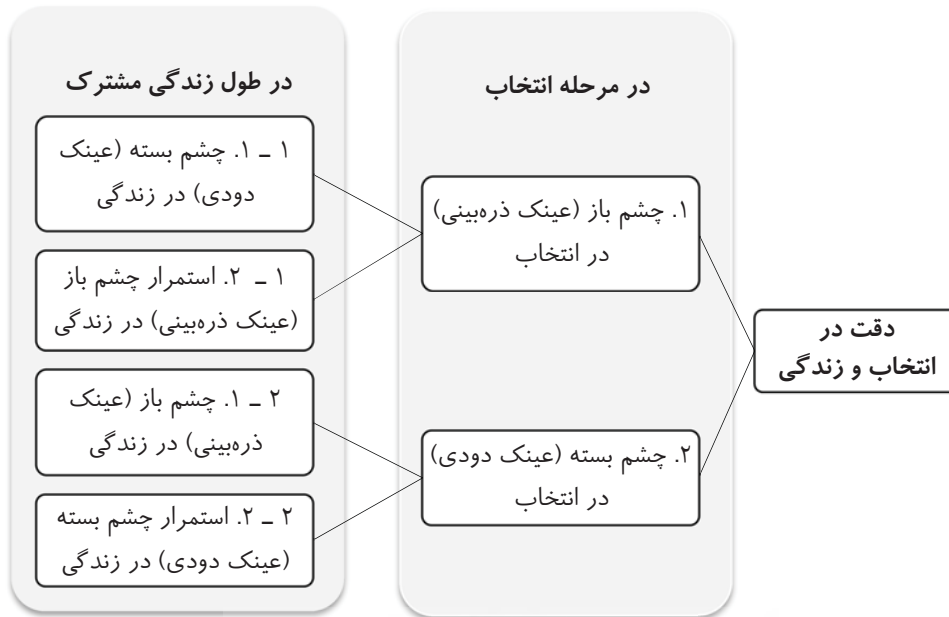 دقت در
انتخاب و زندگی
در مرحله انتخاب
۱. چشم باز (عینک ذره‌بینی)
در انتخاب
۲. چشم بسته (عینک دودی)
در انتخاب
در طول زندگی مشترک
۱ – ۱. چشم بسته (عینک
دودی) در زندگی
۱ – ۲. استمرار چشم باز
(عینک ذره‌بینی) در زندگی
۲ – ۱. چشم باز (عینک
ذره‌بینی) در زندگی
۲ – ۲. استمرار چشم بسته
(عینک دودی) در زندگی